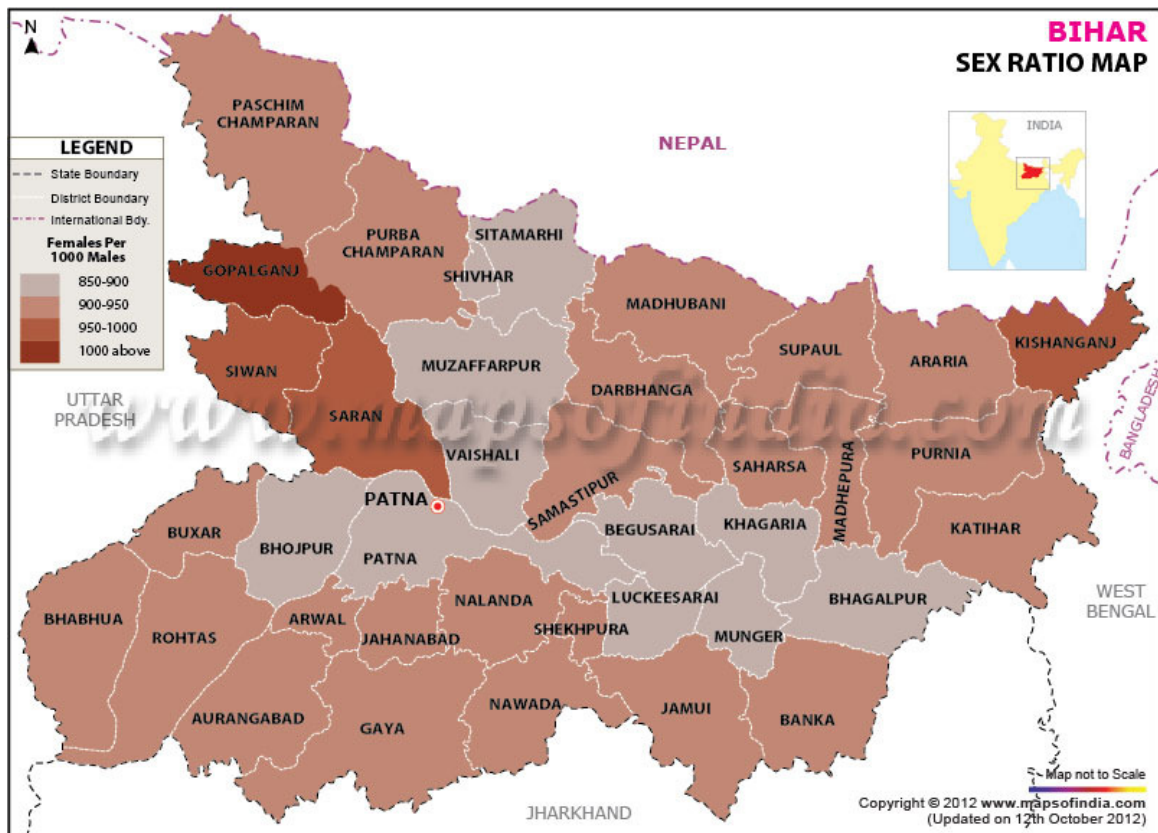 BIHAR
SEX RATIO MAP
N
INDIA
NEPAL
LEGEND
State Boundary
District Boundary
International Bdy.
Females Per
1000 Males
850-900
900-950
950-1000
1000 above
PASCHIM
CHAMPARAN
PURBA
CHAMPARAN
SITAMARHI
SHIVHAR
GOPALGANJ
MADHUBANI
SIWAN
MUZAFFARPUR
SUPAUL
ARARIA
KISHANGANJ
UTTAR
PRADESH
DARBHANGA
SARAN
www.mapsofindia.com
BANGLADESH
VAISHALI
SAHARSA
PURNIA
SAMASTIPUR
MADHEPURA
PATNA
BUXAR
BHOJPUR
PATNA
BEGUSARAI
KHAGARIA
KATIHAR
BHABHUA
ROHTAS
ARWAL
JAHANABAD
NALANDA
SHEKHPURA
LUCKEESARAI
MUNGER
BHAGALPUR
WEST
BENGAL
AURANGABAD
GAYA
NAWADA
JAMUI
BANKA
JHARKHAND
Map not to Scale
Copyright © 2012 www.mapsofindia.com
(Updated on 12th October 2012)